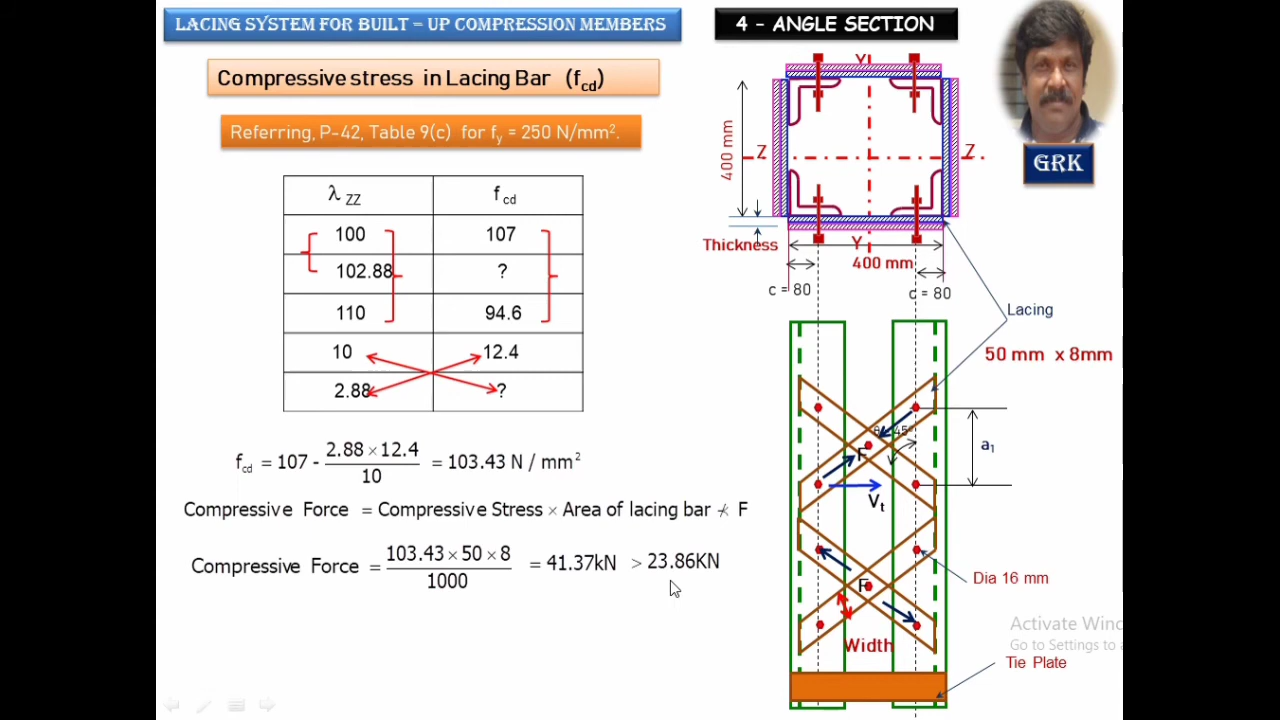 LACING SYSTEM FOR BUILT – UP COMPRESSION MEMBERS
Compressive stress in Lacing Bar (fcd)
Referring, P-42, Table 9(c) for fy = 250 N/mm².
λ ZZ fcd
100 107
102.88 ?
110 94.6
10 12.4
2.88 ?
fcd = 107 - 2.88 × 12.4 / 10 = 103.43 N / mm²
Compressive Force = Compressive Stress × Area of lacing bar ≮ F
Compressive Force = 103.43 × 50 × 8 / 1000 = 41.37kN > 23.86KN
4 – ANGLE SECTION
GRK
Y
400 mm
Z Z
Thickness
Y
400 mm
c = 80 c = 80
Lacing
50 mm x 8mm
45°
F
a1
Vt
Dia 16 mm
F
Width
Activate Winc
Go to Settings to a
Tie Plate